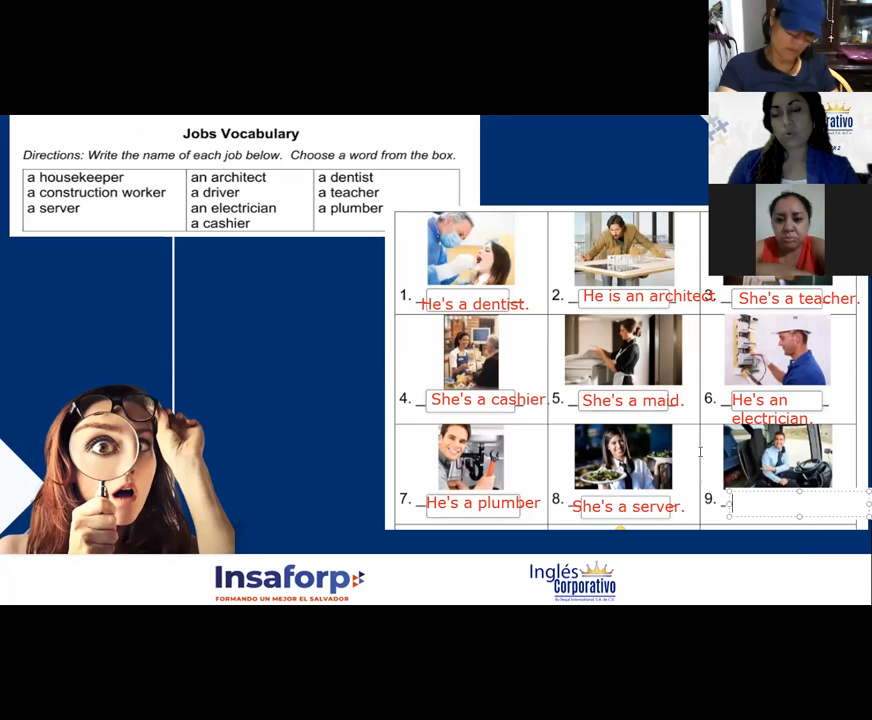 rativo
Jobs Vocabulary
Directions: Write the name of each job below. Choose a word from the box.
a housekeeper
a construction worker
a server
an architect
a driver
an electrician
a cashier
a dentist
a teacher
a plumber
1. He's a dentist.
2. He is an architect.
3. She's a teacher.
4. She's a cashier.
5. She's a maid.
6. He's an
electrician.
7. He's a plumber
8. She's a server.
9.
Insaforp
FORMANDO UN MEJOR EL SALVADOR
Inglés
Corporativo